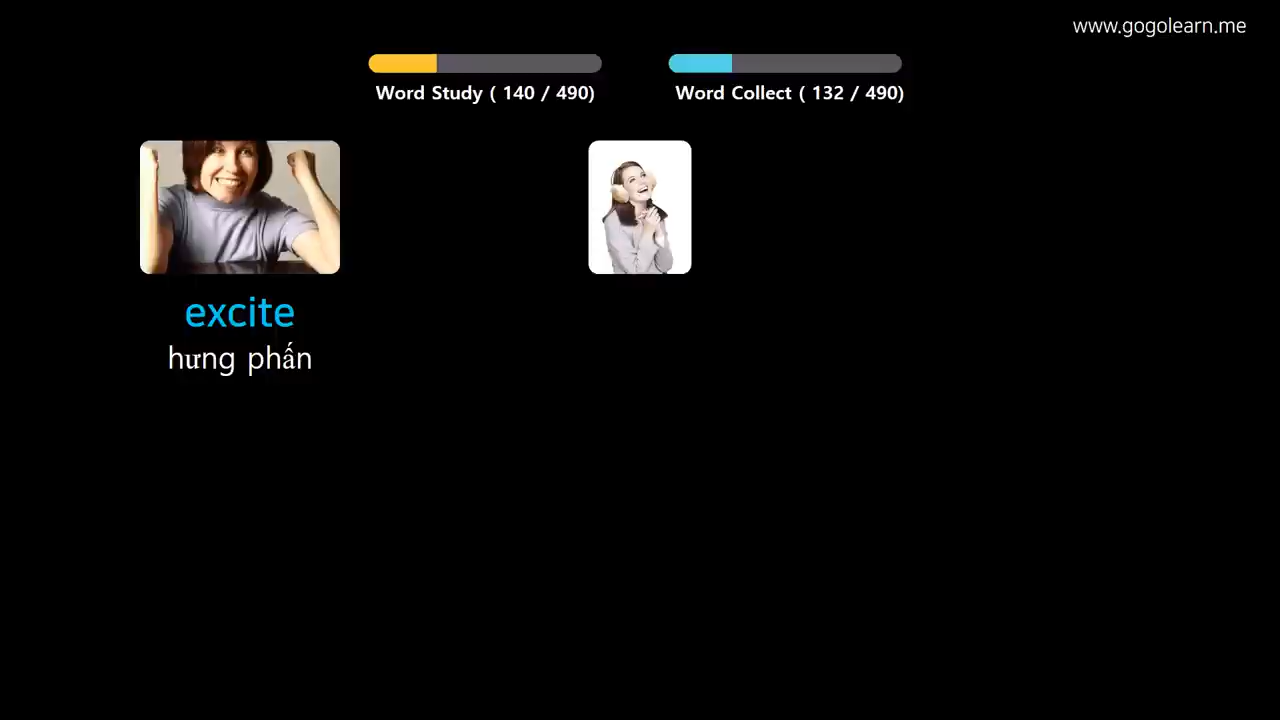 www.gogolearn.me
Word Study ( 140 / 490)
Word Collect ( 132 / 490)
excite
hưng phấn